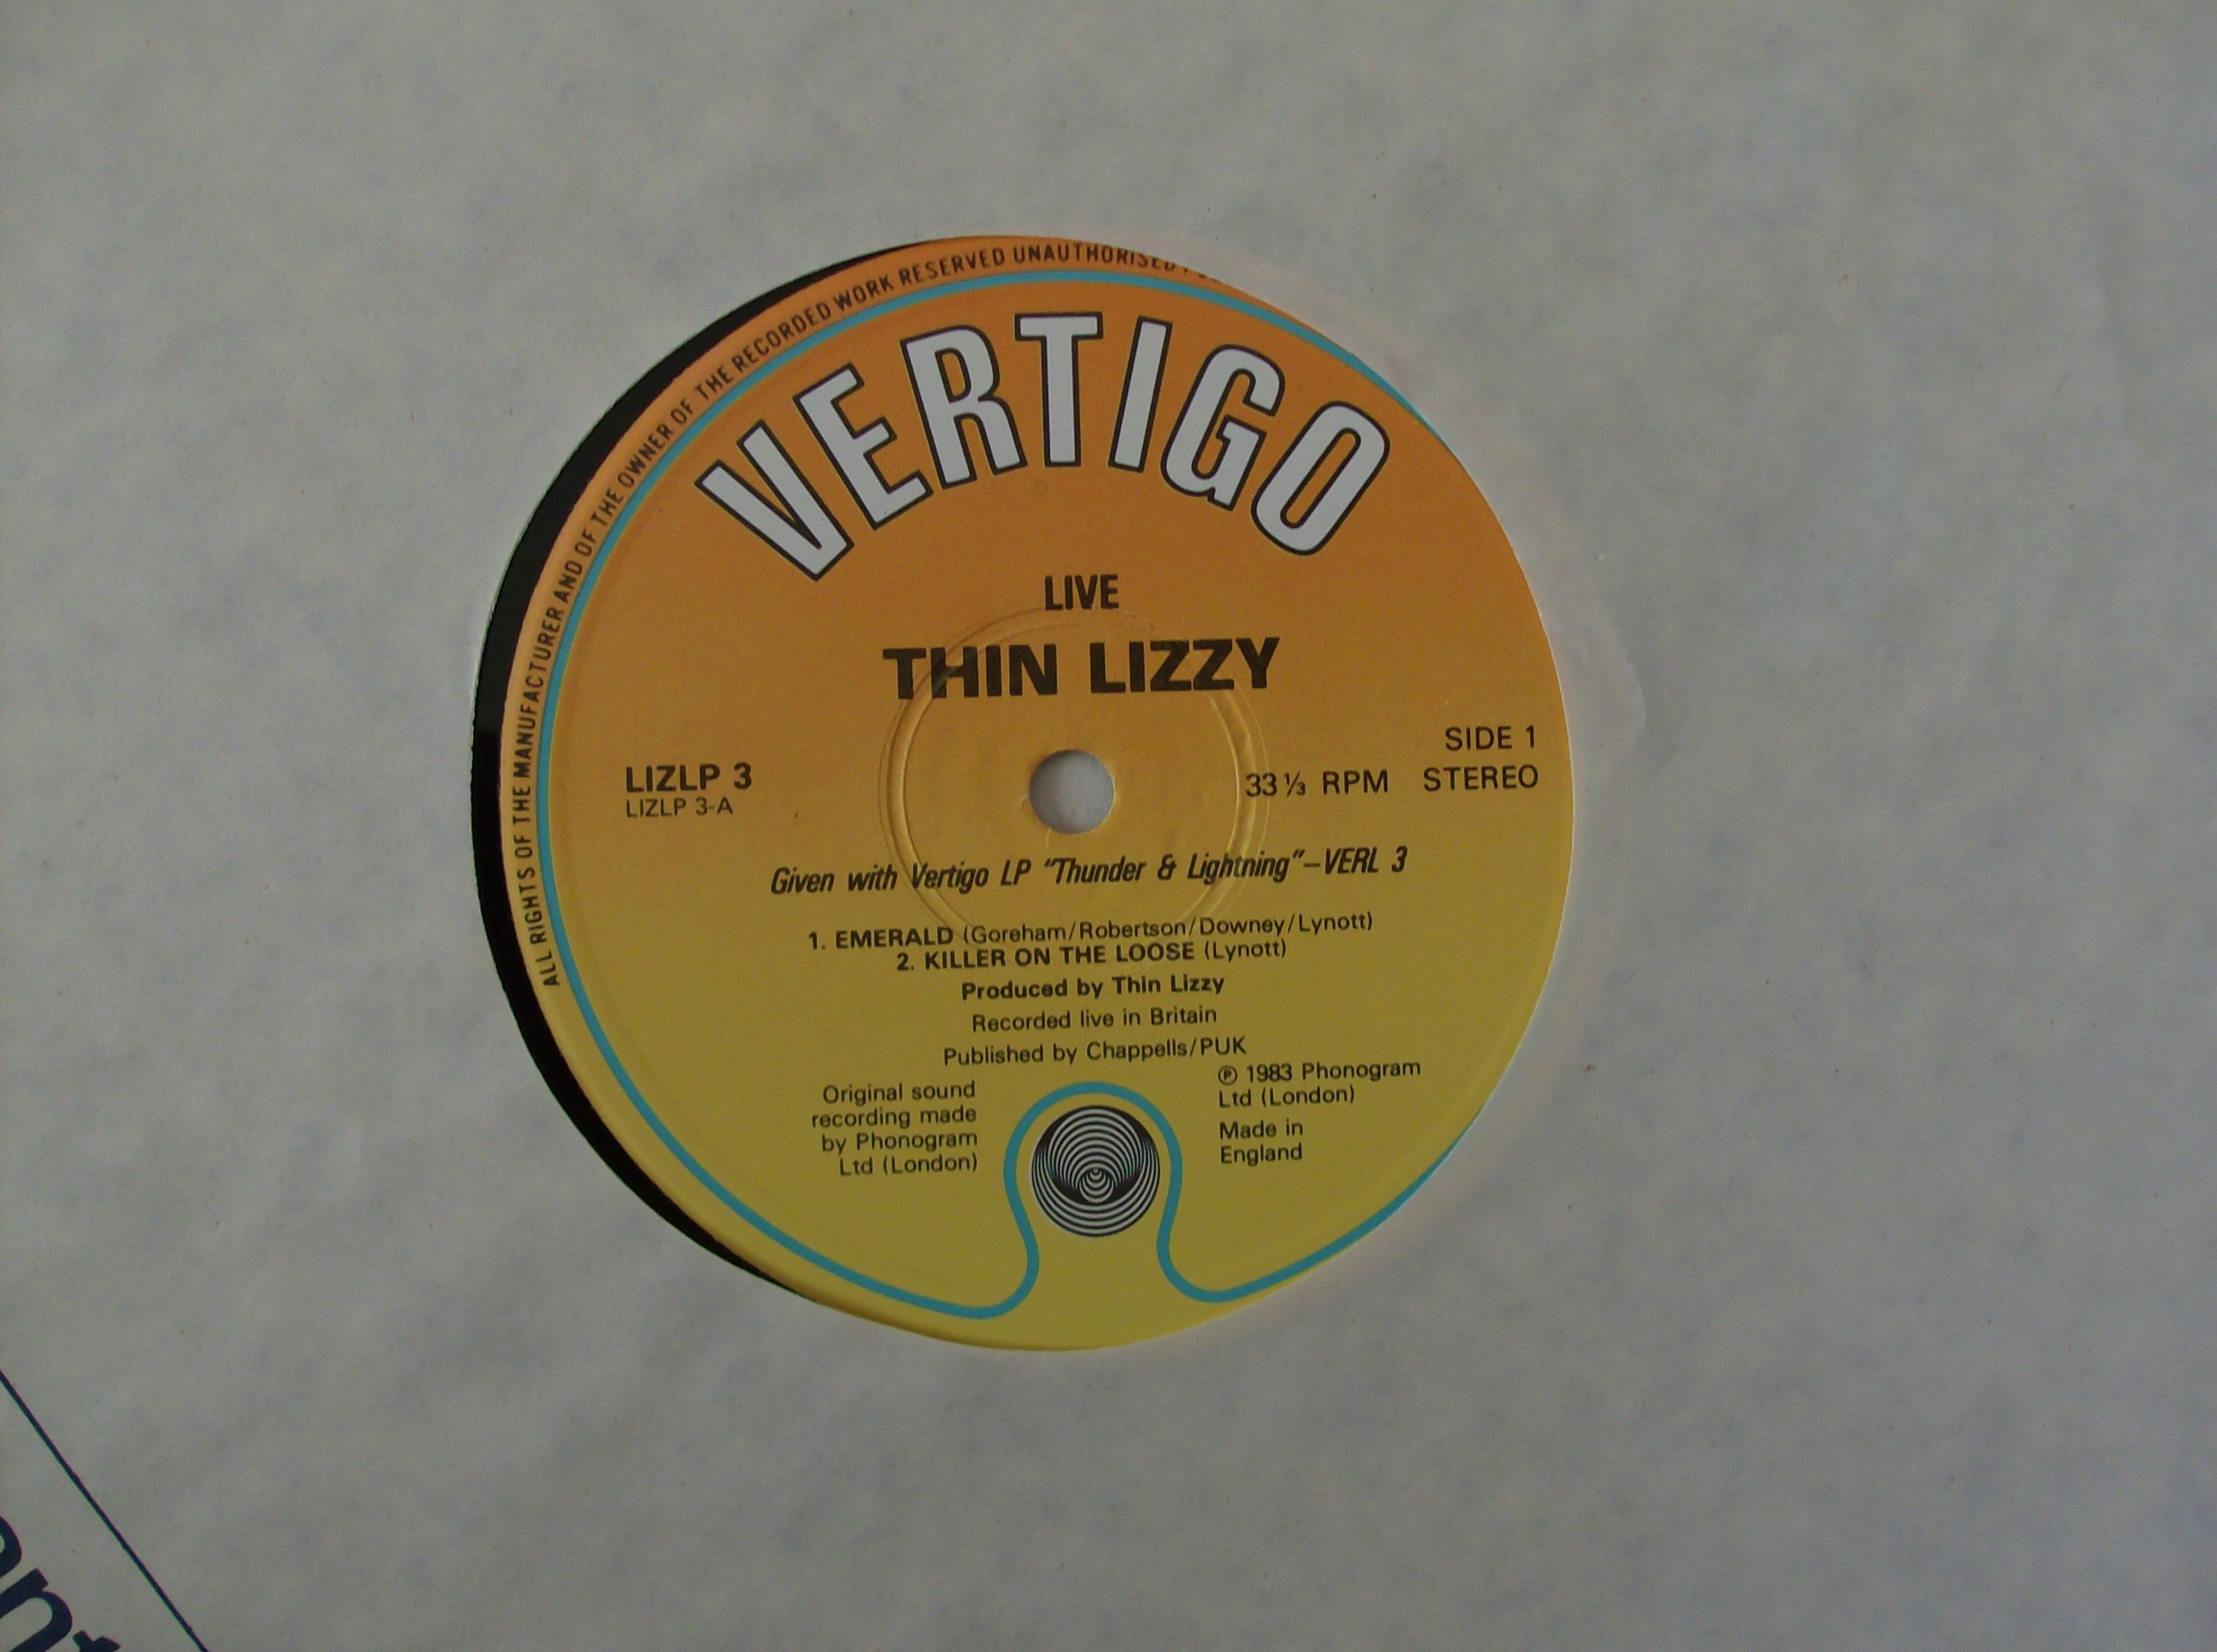 ALL RIGHTS OF THE MANUFACTURER AND OF THE OWNER OF THE RECORDED WORK RESERVED UNAUTHORISED
VERTIGO
LIVE
THIN LIZZY
SIDE 1
LIZLP 3
33⅓ RPM STEREO
LIZLP 3-A
Given with Vertigo LP "Thunder & Lightning"–VERL 3
1. EMERALD (Goreham/Robertson/Downey/Lynott)
2. KILLER ON THE LOOSE (Lynott)
Produced by Thin Lizzy
Recorded live in Britain
Published by Chappells/PUK
Original sound
recording made
by Phonogram
Ltd (London)
℗ 1983 Phonogram
Ltd (London)
Made in
England